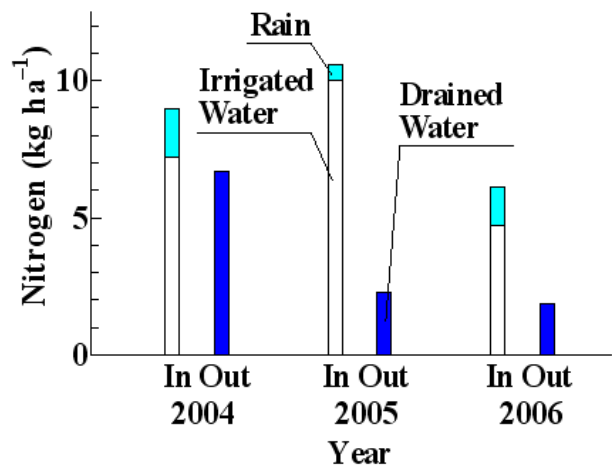 Nitrogen (kg ha⁻¹)
10
5
0
Rain
Irrigated
Water
Drained
Water
In Out
In Out
In Out
2004
2005
2006
Year